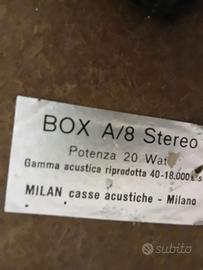 BOX A/8 Stereo
Potenza 20 Wat
Gamma acustica riprodotta 40-18.000 c s
MILAN casse acustiche - Milano
subito